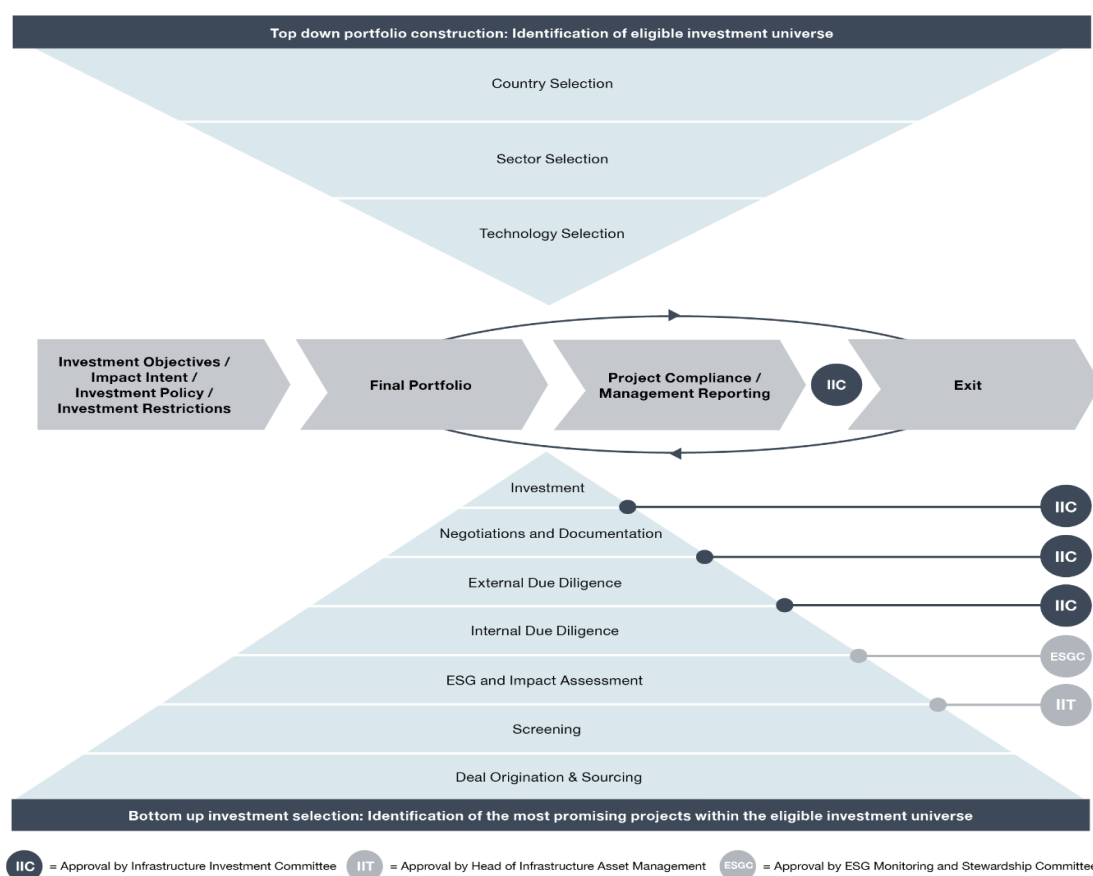 Top down portfolio construction: Identification of eligible investment universe
Country Selection
Sector Selection
Technology Selection
Investment Objectives /
Impact Intent /
Investment Policy /
Investment Restrictions
Final Portfolio
Project Compliance /
Management Reporting
IIC
Exit
Investment
IIC
Negotiations and Documentation
IIC
External Due Diligence
IIC
Internal Due Diligence
ESGC
ESG and Impact Assessment
IIT
Screening
Deal Origination & Sourcing
Bottom up investment selection: Identification of the most promising projects within the eligible investment universe
IIC = Approval by Infrastructure Investment Committee IIT = Approval by Head of Infrastructure Asset Management ESGC = Approval by ESG Monitoring and Stewardship Committee